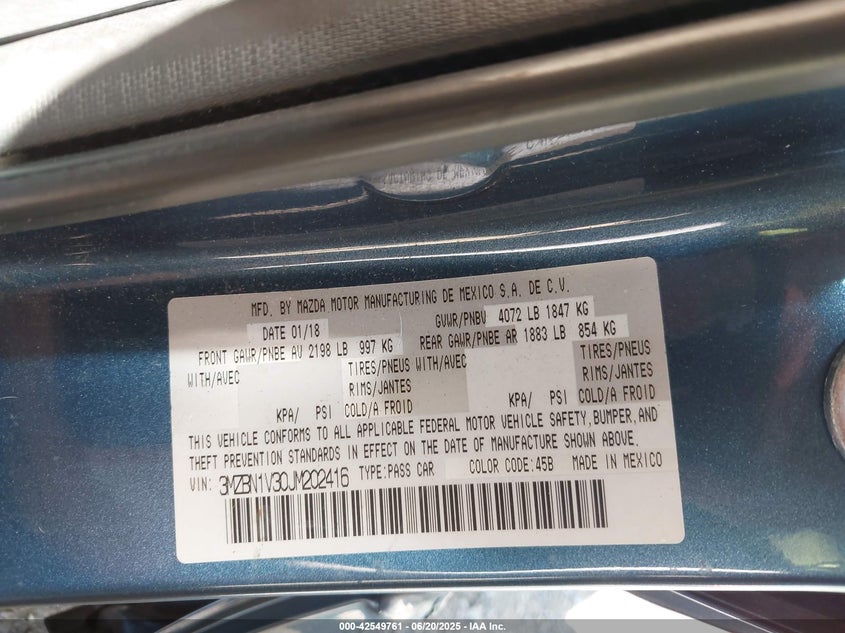 MFD. BY MAZDA MOTOR MANUFACTURING DE MEXICO S.A. DE C.V.
DATE 01/18 GVWR/PNBV 4072 LB 1847 KG
FRONT GAWR/PNBE AV 2198 LB 997 KG REAR GAWR/PNBE AR 1883 LB 854 KG
WITH/AVEC TIRES/PNEUS WITH/AVEC TIRES/PNEUS
RIMS/JANTES RIMS/JANTES
KPA/ PSI COLD/A FROID KPA/ PSI COLD/A FROID
THIS VEHICLE CONFORMS TO ALL APPLICABLE FEDERAL MOTOR VEHICLE SAFETY, BUMPER, AND
THEFT PREVENTION STANDARDS IN EFFECT ON THE DATE OF MANUFACTURE SHOWN ABOVE.
VIN: 3MZBN1V30JM202416 TYPE:PASS CAR COLOR CODE:45B MADE IN MEXICO
000-42549761 - 06/20/2025 - IAA Inc.